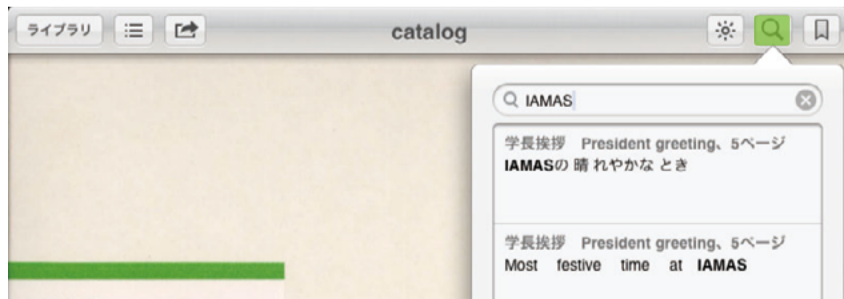 ライブラリ catalog
IAMAS
学長挨拶 President greeting、5ページ
IAMASの 晴 れやかな とき
学長挨拶 President greeting、5ページ
Most festive time at IAMAS